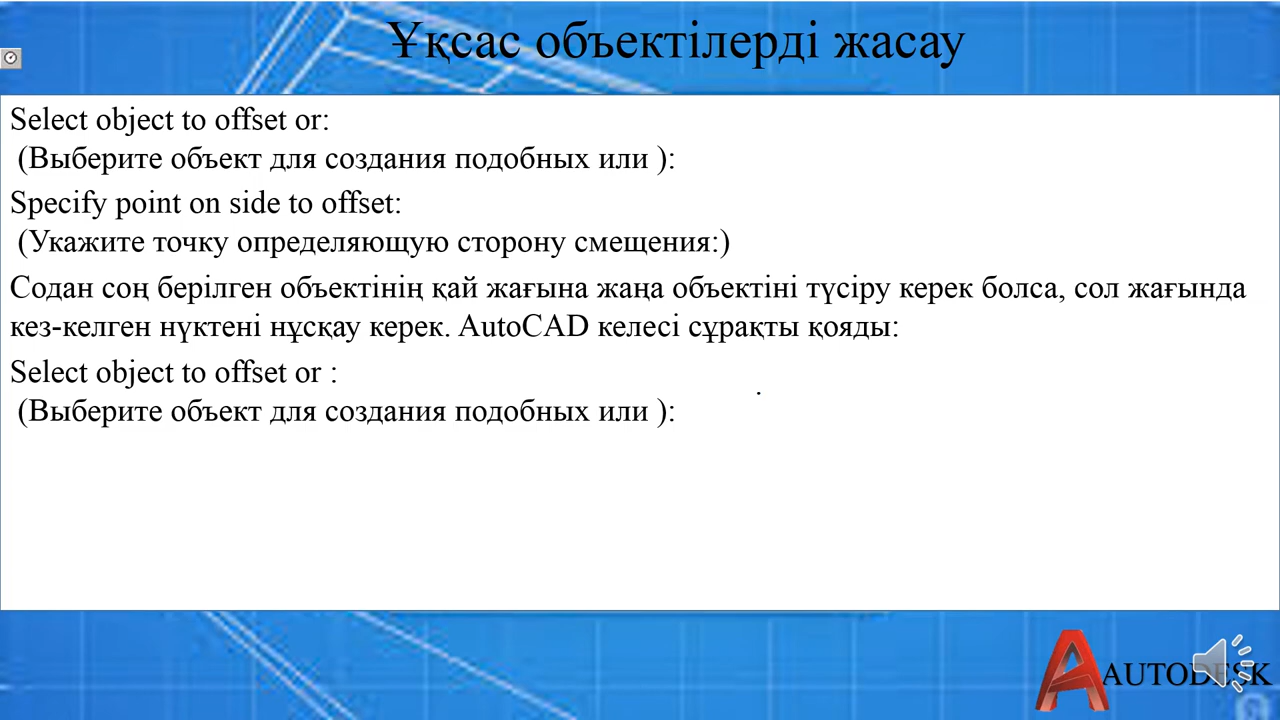 Ұқсас объектілерді жасау
Select object to offset or:
(Выберите объект для создания подобных или ):
Specify point on side to offset:
(Укажите точку определяющую сторону смещения:)
Содан соң берілген объектінің қай жағына жаңа объектіні түсіру керек болса, сол жағында
кез-келген нүктені нұсқау керек. AutoCAD келесі сұрақты қояды:
Select object to offset or :
.
(Выберите объект для создания подобных или ):
AUTODESK